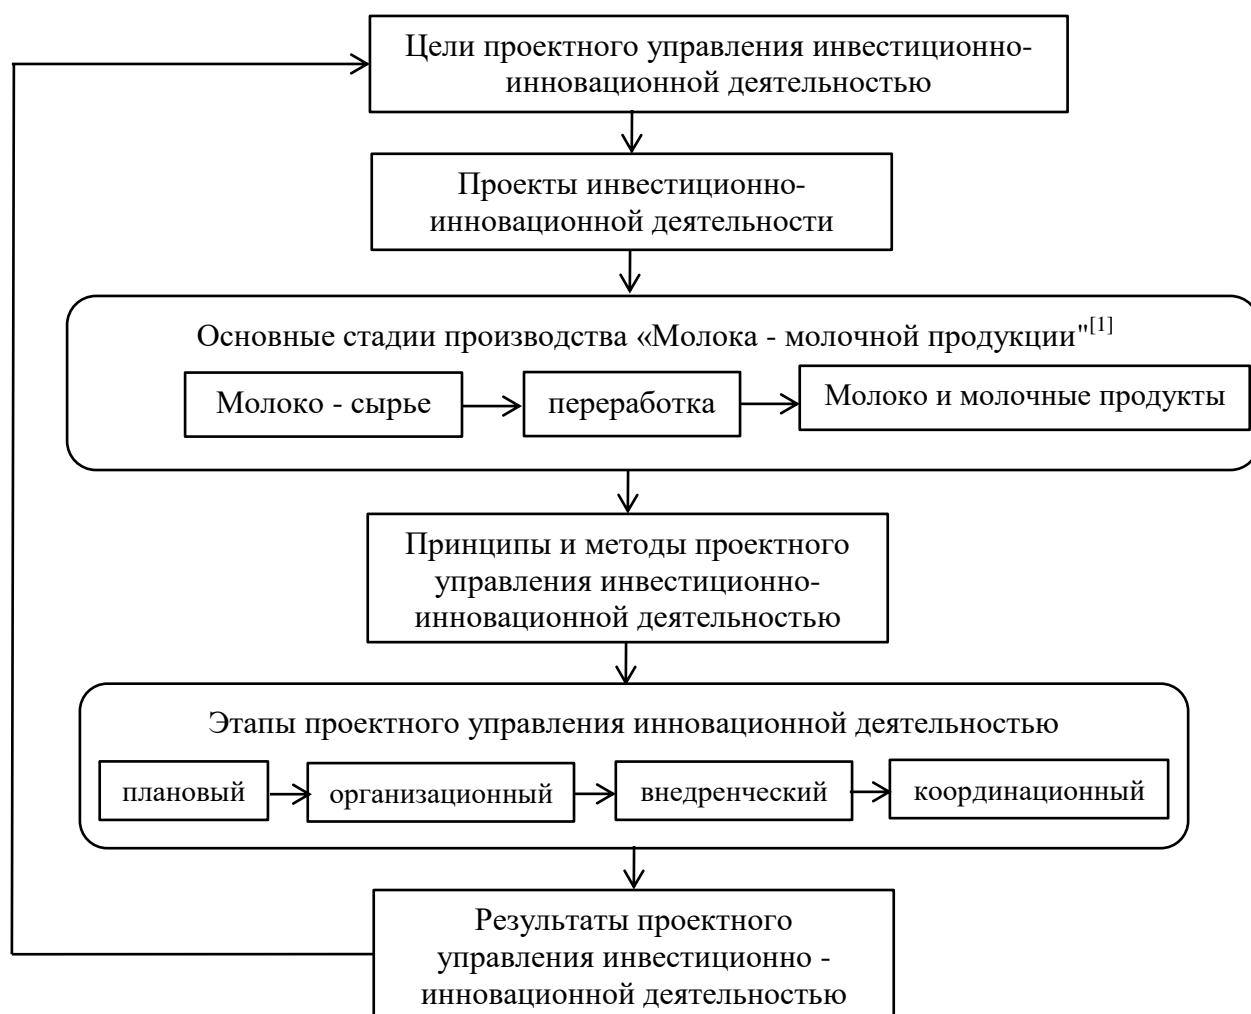 Цели проектного управления инвестиционно-
инновационной деятельностью
Проекты инвестиционно-
инновационной деятельности
Основные стадии производства «Молока - молочной продукции"[1]
Молоко - сырье
переработка
Молоко и молочные продукты
Принципы и методы проектного
управления инвестиционно-
инновационной деятельностью
Этапы проектного управления инновационной деятельностью
плановый
организационный
внедренческий
координационный
Результаты проектного
управления инвестиционно -
инновационной деятельностью